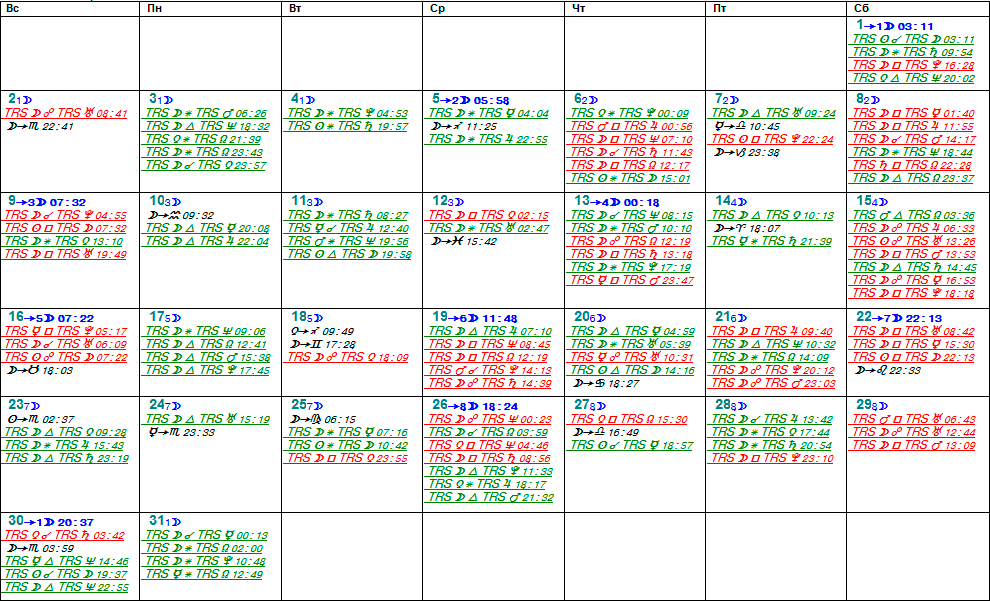 Вс Пн Вт Ср Чт Пт Сб
1→1☽ 03:11
TRS ☉ ☌ TRS ☽ 03:11
TRS ☽ ⚹ TRS ♄ 09:54
TRS ☽ □ TRS ♆ 16:28
TRS ♀ △ TRS ♅ 20:02
2 1☽
TRS ☽ ☍ TRS ♅ 08:41
☽→♏ 22:41
3 1☽
TRS ☽ ⚹ TRS ♂ 06:26
TRS ☽ △ TRS ♆ 18:32
TRS ♀ ⚹ TRS ☊ 21:39
TRS ☽ ⚹ TRS ☊ 23:43
TRS ☽ ☌ TRS ♀ 23:57
4 1☽
TRS ☽ ⚹ TRS ♇ 04:53
TRS ☉ ⚹ TRS ♄ 19:57
5→2☽ 05:58
TRS ☽ ⚹ TRS ☿ 04:04
☽→♐ 11:25
TRS ☽ ⚹ TRS ♃ 22:55
6 2☽
TRS ♀ ⚹ TRS ♇ 00:09
TRS ♂ □ TRS ♃ 00:56
TRS ☽ □ TRS ♆ 07:10
TRS ☽ ☌ TRS ♄ 11:43
TRS ☽ □ TRS ☊ 12:17
TRS ☉ ⚹ TRS ☽ 15:01
7 2☽
TRS ☽ △ TRS ♅ 09:24
☿→♎ 10:45
TRS ☉ □ TRS ♇ 22:24
☽→♑ 23:38
8 2☽
TRS ☽ □ TRS ☿ 01:40
TRS ☽ □ TRS ♃ 11:55
TRS ☽ ☌ TRS ♂ 14:17
TRS ☽ ⚹ TRS ♆ 18:44
TRS ♄ □ TRS ☊ 22:28
TRS ☽ △ TRS ☊ 23:37
9→3☽ 07:32
TRS ☽ ☌ TRS ♇ 04:55
TRS ☉ □ TRS ☽ 07:32
TRS ☽ ⚹ TRS ♀ 13:10
TRS ☽ □ TRS ♅ 19:49
10 3☽
☽→♒ 09:32
TRS ☽ △ TRS ☿ 20:08
TRS ☽ △ TRS ♃ 22:04
11 3☽
TRS ☽ ⚹ TRS ♄ 08:27
TRS ☿ ☌ TRS ♃ 12:40
TRS ♂ ⚹ TRS ♆ 19:56
TRS ☉ △ TRS ☽ 19:58
12 3☽
TRS ☽ □ TRS ♀ 02:15
TRS ☽ ⚹ TRS ♅ 02:47
☽→♓ 15:42
13→4☽ 00:18
TRS ☽ ☌ TRS ♆ 08:15
TRS ☽ ⚹ TRS ♂ 10:10
TRS ☽ ☍ TRS ☊ 12:19
TRS ☽ □ TRS ♄ 13:18
TRS ☽ ⚹ TRS ♇ 17:19
TRS ☿ □ TRS ♂ 23:47
14 4☽
TRS ☽ △ TRS ♀ 10:13
☽→♈ 18:07
TRS ☿ ⚹ TRS ♄ 21:39
15 4☽
TRS ♂ △ TRS ☊ 03:36
TRS ☽ ☍ TRS ♃ 06:33
TRS ☉ ☍ TRS ♅ 13:26
TRS ☽ □ TRS ♂ 13:53
TRS ☽ △ TRS ♄ 14:45
TRS ☽ ☍ TRS ☿ 16:53
TRS ☽ □ TRS ♇ 18:18
16→5☽ 07:22
TRS ☿ □ TRS ♇ 05:17
TRS ☽ ☌ TRS ♅ 06:09
TRS ☉ ☍ TRS ☽ 07:22
☽→♉ 18:03
17 5☽
TRS ☽ ⚹ TRS ♆ 09:06
TRS ☽ △ TRS ☊ 12:41
TRS ☽ △ TRS ♂ 15:38
TRS ☽ △ TRS ♇ 17:45
18 5☽
♀→♐ 09:49
☽→♊ 17:28
TRS ☽ ☍ TRS ♀ 18:09
19→6☽ 11:48
TRS ☽ △ TRS ♃ 07:10
TRS ☽ □ TRS ♆ 08:45
TRS ☽ □ TRS ☊ 12:19
TRS ♂ ☌ TRS ♇ 14:13
TRS ☽ ☍ TRS ♄ 14:39
20 6☽
TRS ☽ △ TRS ☿ 04:59
TRS ☽ ⚹ TRS ♅ 05:39
TRS ☿ ☍ TRS ♅ 10:31
TRS ☉ △ TRS ☽ 14:16
☽→♋ 18:27
21 6☽
TRS ☽ □ TRS ♃ 09:40
TRS ☽ △ TRS ♆ 10:32
TRS ☽ ⚹ TRS ☊ 14:09
TRS ☽ ☍ TRS ♇ 20:12
TRS ☽ ☍ TRS ♂ 23:03
22→7☽ 22:13
TRS ☽ □ TRS ♅ 08:42
TRS ☽ □ TRS ☿ 15:30
TRS ☉ □ TRS ☽ 22:13
☽→♌ 22:33
23 7☽
☉→♏ 02:37
TRS ☽ △ TRS ♀ 09:28
TRS ☽ ⚹ TRS ♃ 15:43
TRS ☽ △ TRS ♄ 23:19
24 7☽
TRS ☽ △ TRS ♅ 15:19
☿→♏ 23:33
25 7☽
☽→♍ 06:15
TRS ☽ ⚹ TRS ☿ 07:16
TRS ☉ ⚹ TRS ☽ 10:42
TRS ☽ □ TRS ♀ 23:55
26→8☽ 18:24
TRS ☽ ☍ TRS ♆ 00:23
TRS ☽ ☌ TRS ☊ 03:59
TRS ♀ □ TRS ♆ 04:46
TRS ☽ □ TRS ♄ 08:56
TRS ☽ △ TRS ♇ 11:33
TRS ♀ ⚹ TRS ♃ 18:17
TRS ☽ △ TRS ♂ 21:32
27 8☽
TRS ♀ □ TRS ☊ 15:30
☽→♎ 16:49
TRS ☉ ☌ TRS ☿ 18:57
28 8☽
TRS ☽ ☌ TRS ♃ 13:42
TRS ☽ ⚹ TRS ♀ 17:44
TRS ☽ ⚹ TRS ♄ 20:54
TRS ☽ □ TRS ♇ 23:10
29 8☽
TRS ♂ □ TRS ♅ 06:43
TRS ☽ ☍ TRS ♅ 12:44
TRS ☽ □ TRS ♂ 13:09
30→1☽ 20:37
TRS ♀ ☌ TRS ♄ 03:42
☽→♏ 03:59
TRS ☿ △ TRS ♆ 14:46
TRS ☉ ☌ TRS ☽ 19:37
TRS ☽ △ TRS ♆ 22:55
31 1☽
TRS ☽ ☌ TRS ☿ 00:13
TRS ☽ ⚹ TRS ☊ 02:00
TRS ☽ ⚹ TRS ♇ 10:48
TRS ☿ ⚹ TRS ☊ 12:49